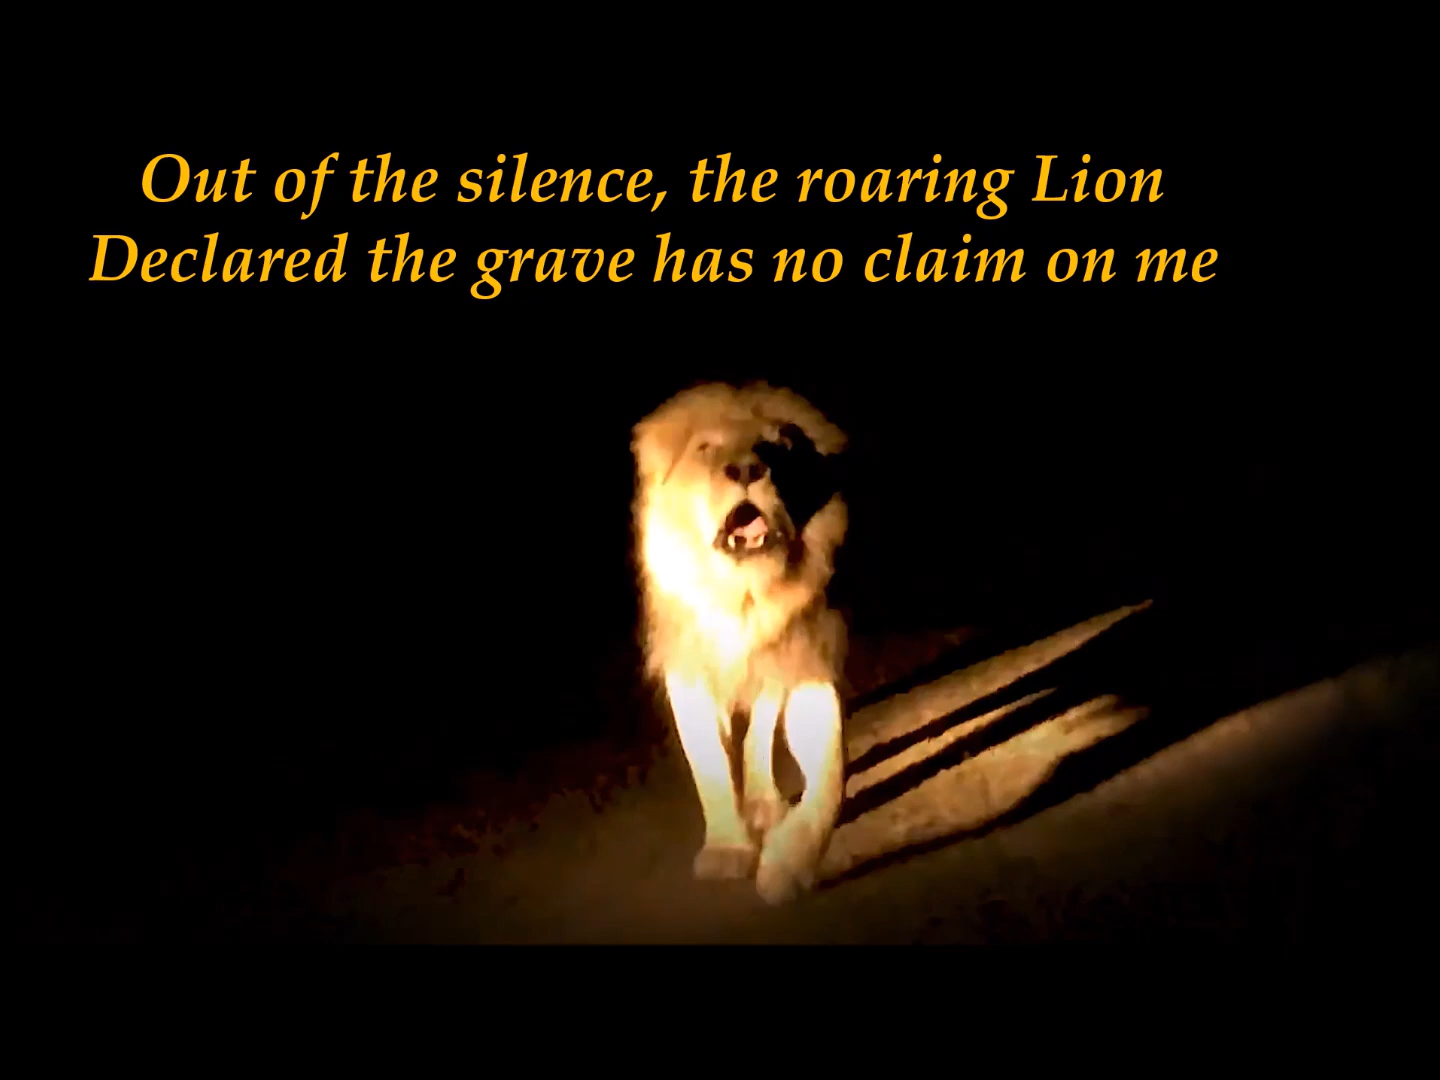 Out of the silence, the roaring Lion
Declared the grave has no claim on me